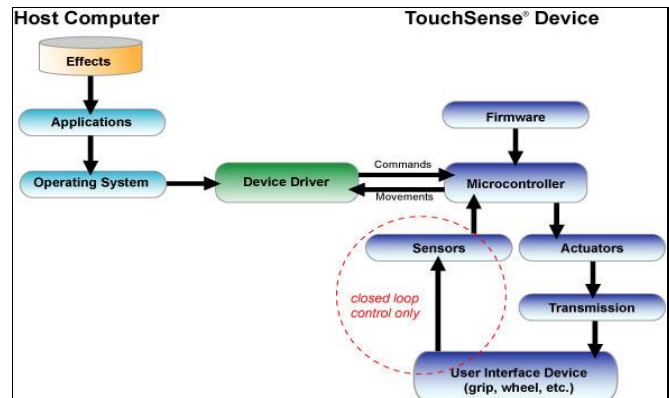 Host Computer
TouchSense® Device
Effects
Applications
Operating System
Device Driver
Commands
Movements
Firmware
Microcontroller
Sensors
Actuators
closed loop
control only
Transmission
User Interface Device
(grip, wheel, etc.)